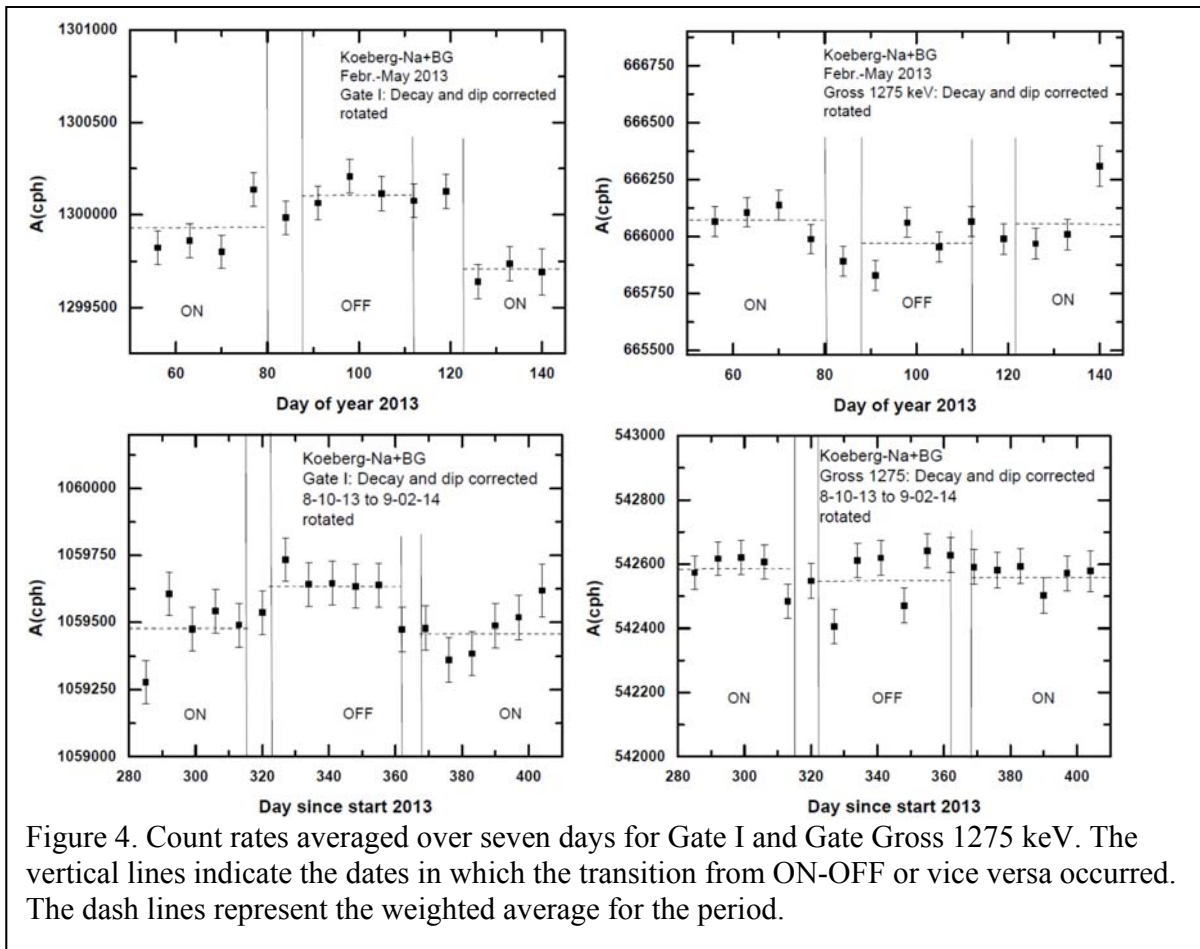 1301000
1300500
1300000
1299500
A(cph)
Koeberg-Na+BG
Febr.-May 2013
Gate I: Decay and dip corrected
rotated
ON
OFF
ON
60
80
100
120
140
Day of year 2013
666750
666500
666250
666000
665750
665500
A(cph)
Koeberg-Na+BG
Febr.-May 2013
Gross 1275 keV: Decay and dip corrected
rotated
ON
OFF
ON
60
80
100
120
140
Day of year 2013
1060000
1059750
1059500
1059250
1059000
A(cph)
Koeberg-Na+BG
Gate I: Decay and dip corrected
8-10-13 to 9-02-14
rotated
ON
OFF
ON
280
300
320
340
360
380
400
Day since start 2013
543000
542800
542600
542400
542200
542000
A(cph)
Koeberg-Na+BG
Gross 1275: Decay and dip corrected
8-10-13 to 9-02-14
rotated
ON
OFF
ON
280
300
320
340
360
380
400
Day since start 2013
Figure 4. Count rates averaged over seven days for Gate I and Gate Gross 1275 keV. The
vertical lines indicate the dates in which the transition from ON-OFF or vice versa occurred.
The dash lines represent the weighted average for the period.